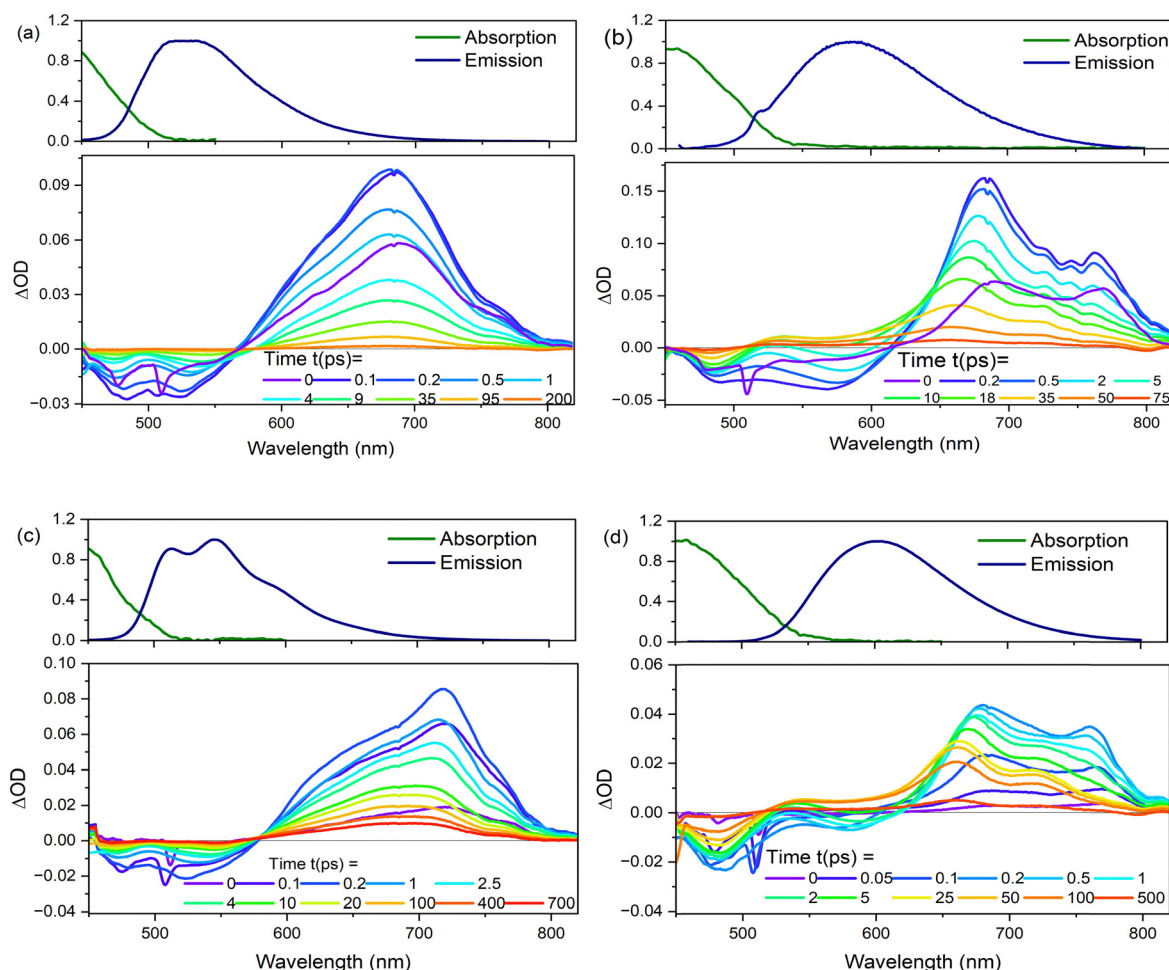 (a)
1.2
0.8
0.4
0.0
Absorption
Emission
0.09
0.06
0.03
0.00
−0.03
ΔOD
Time t(ps)=
0 0.1 0.2 0.5 1
4 9 35 95 200
500 600 700 800
Wavelength (nm)
(b)
1.2
0.8
0.4
0.0
Absorption
Emission
0.15
0.10
0.05
0.00
−0.05
ΔOD
Time t(ps)=
0 0.2 0.5 2 5
10 18 35 50 75
500 600 700 800
Wavelength (nm)
(c)
1.2
0.8
0.4
0.0
Absorption
Emission
0.10
0.08
0.06
0.04
0.02
0.00
−0.02
−0.04
ΔOD
Time t(ps) =
0 0.1 0.2 1 2.5
4 10 20 100 400 700
500 600 700 800
Wavelength (nm)
(d)
1.2
0.8
0.4
0.0
Absorption
Emission
0.06
0.04
0.02
0.00
−0.02
−0.04
ΔOD
Time t(ps) =
0 0.05 0.1 0.2 0.5 1
2 5 25 50 100 500
500 600 700 800
Wavelength (nm)